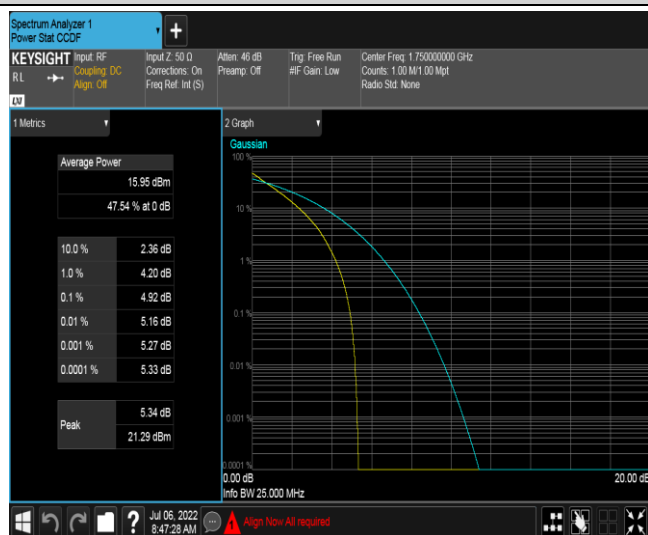 Spectrum Analyzer 1
Power Stat CCDF
+
KEYSIGHT
RL
LXI
Input: RF
Coupling: DC
Align: Off
Input Z: 50 Ω
Corrections: On
Freq Ref: Int (S)
Atten: 46 dB
Preamp: Off
Trig: Free Run
#IF Gain: Low
Center Freq: 1.750000000 GHz
Counts: 1.00 M/1.00 Mpt
Radio Std: None
1 Metrics
Average Power
15.95 dBm
47.54 % at 0 dB
10.0 % 2.36 dB
1.0 % 4.20 dB
0.1 % 4.92 dB
0.01 % 5.16 dB
0.001 % 5.27 dB
0.0001 % 5.33 dB
Peak
5.34 dB
21.29 dBm
2 Graph
Gaussian
100 %
10 %
1 %
0.1 %
0.01 %
0.001 %
0.0001 %
0.00 dB 20.00 dB
Info BW 25.000 MHz
?
Jul 06, 2022
8:47:28 AM
1
Align Now All required